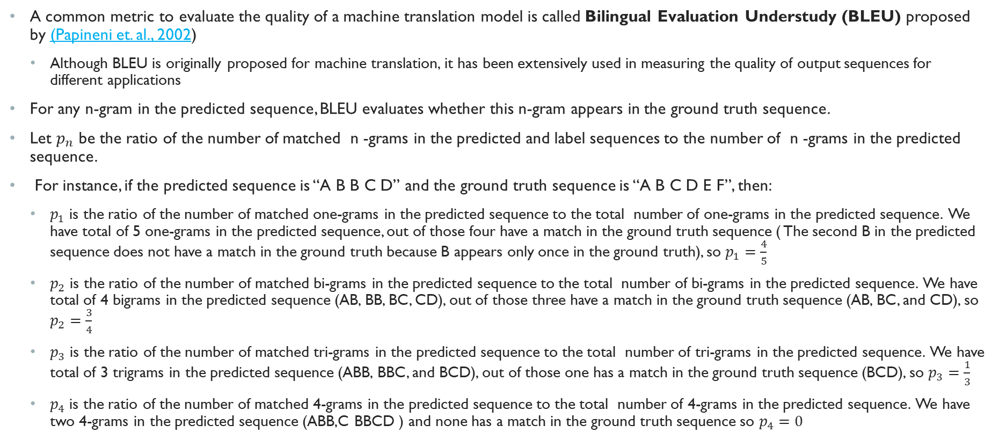 • A common metric to evaluate the quality of a machine translation model is called Bilingual Evaluation Understudy (BLEU) proposed
by (Papineni et. al., 2002)
• Although BLEU is originally proposed for machine translation, it has been extensively used in measuring the quality of output sequences for
different applications
• For any n-gram in the predicted sequence, BLEU evaluates whether this n-gram appears in the ground truth sequence.
• Let pₙ be the ratio of the number of matched n -grams in the predicted and label sequences to the number of n -grams in the predicted
sequence.
• For instance, if the predicted sequence is “A B B C D” and the ground truth sequence is “A B C D E F”, then:
• p₁ is the ratio of the number of matched one-grams in the predicted sequence to the total number of one-grams in the predicted sequence. We
have total of 5 one-grams in the predicted sequence, out of those four have a match in the ground truth sequence ( The second B in the predicted
sequence does not have a match in the ground truth because B appears only once in the ground truth), so p₁ = 4/5
• p₂ is the ratio of the number of matched bi-grams in the predicted sequence to the total number of bi-grams in the predicted sequence. We have
total of 4 bigrams in the predicted sequence (AB, BB, BC, CD), out of those three have a match in the ground truth sequence (AB, BC, and CD), so
p₂ = 3/4
• p₃ is the ratio of the number of matched tri-grams in the predicted sequence to the total number of tri-grams in the predicted sequence. We have
total of 3 trigrams in the predicted sequence (ABB, BBC, and BCD), out of those one has a match in the ground truth sequence (BCD), so p₃ = 1/3
• p₄ is the ratio of the number of matched 4-grams in the predicted sequence to the total number of 4-grams in the predicted sequence. We have
two 4-grams in the predicted sequence (ABB,C BBCD ) and none has a match in the ground truth sequence so p₄ = 0